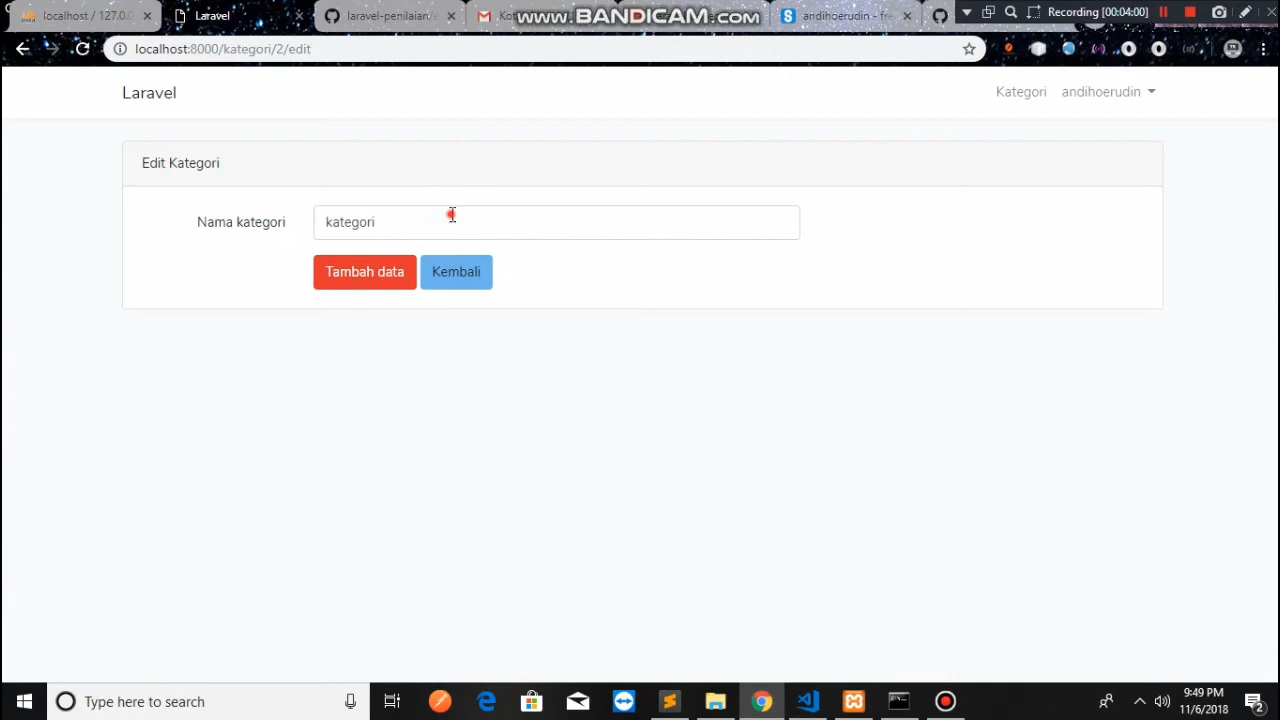 localhost / 127.0.
Laravel
laravel-penilaian
www.BANDICAM.com
andihoerudin - fre
Recording [00:04:00]
localhost:8000/kategori/2/edit
Laravel
Kategori
andihoerudin
Edit Kategori
Nama kategori
kategori
Tambah data
Kembali
Type here to search
9:49 PM
11/6/2018
2